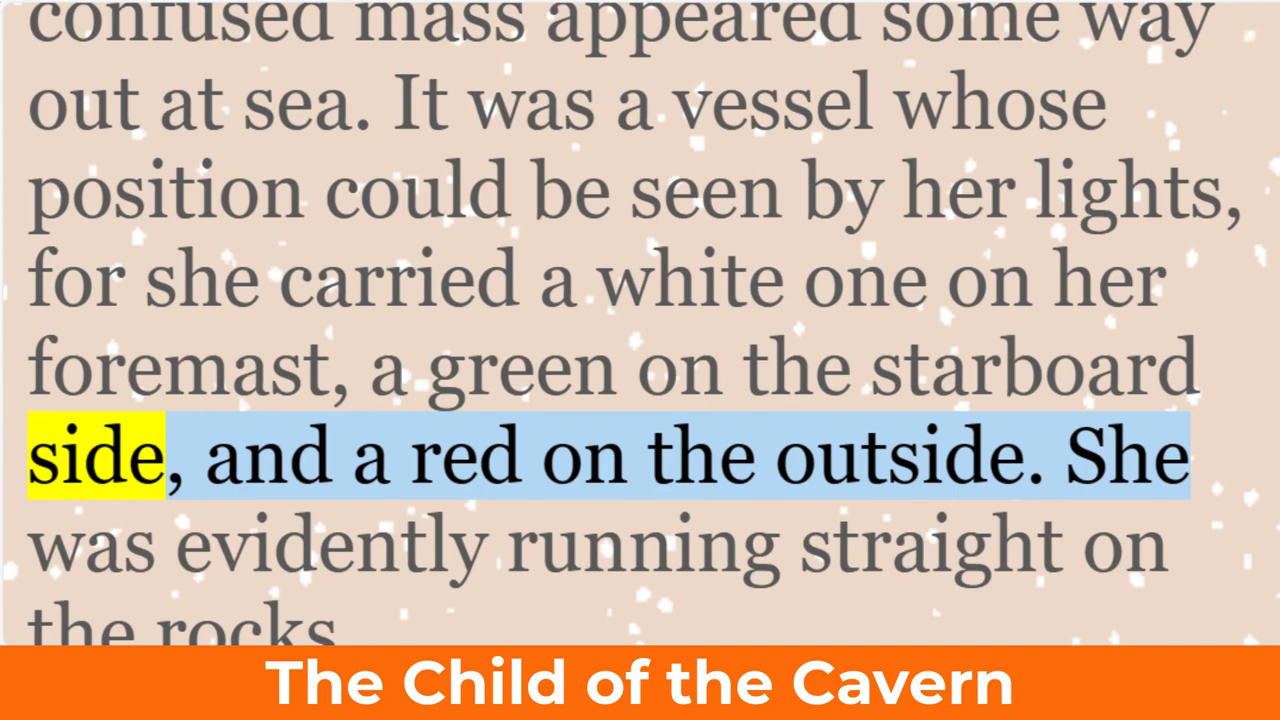 confused mass appeared some way
out at sea. It was a vessel whose
position could be seen by her lights,
for she carried a white one on her
foremast, a green on the starboard
side, and a red on the outside. She
was evidently running straight on
the rocks
The Child of the Cavern